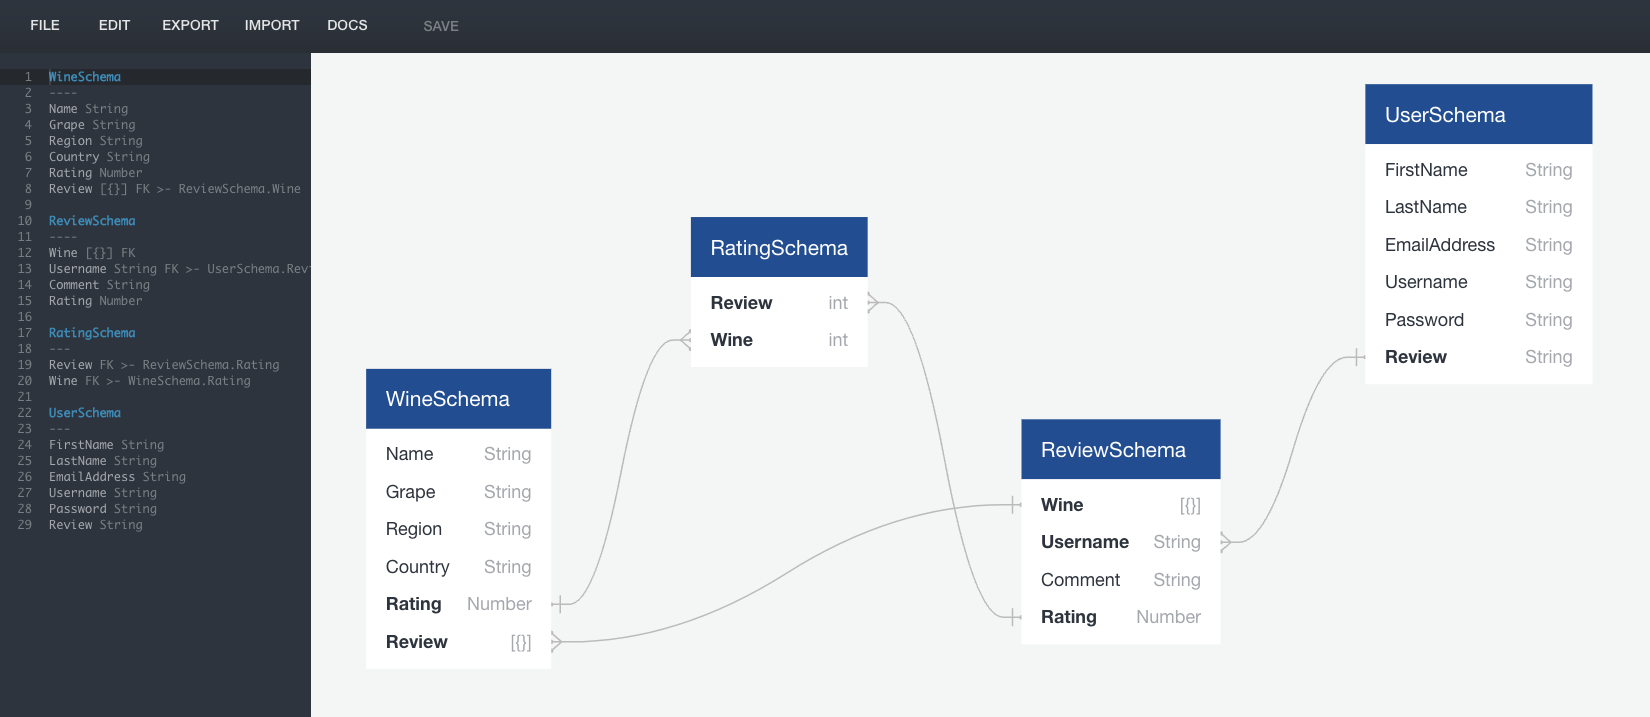 FILE EDIT EXPORT IMPORT DOCS SAVE
1 WineSchema
2 ----
3 Name String
4 Grape String
5 Region String
6 Country String
7 Rating Number
8 Review [{}] FK >- ReviewSchema.Wine
9
10 ReviewSchema
11 ----
12 Wine [{}] FK
13 Username String FK >- UserSchema.Rev
14 Comment String
15 Rating Number
16
17 RatingSchema
18 ---
19 Review FK >- ReviewSchema.Rating
20 Wine FK >- WineSchema.Rating
21
22 UserSchema
23 ---
24 FirstName String
25 LastName String
26 EmailAddress String
27 Username String
28 Password String
29 Review String
WineSchema
Name String
Grape String
Region String
Country String
Rating Number
Review [{}]
RatingSchema
Review int
Wine int
ReviewSchema
Wine [{}]
Username String
Comment String
Rating Number
UserSchema
FirstName String
LastName String
EmailAddress String
Username String
Password String
Review String